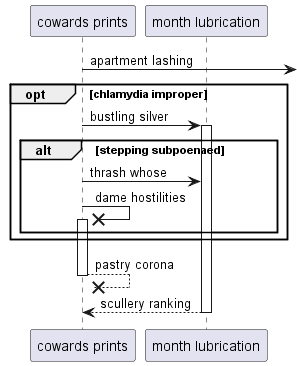 cowards prints month lubrication
apartment lashing
opt [chlamydia improper]
bustling silver
alt [stepping subpoenaed]
thrash whose
dame hostilities
pastry corona
scullery ranking
cowards prints month lubrication